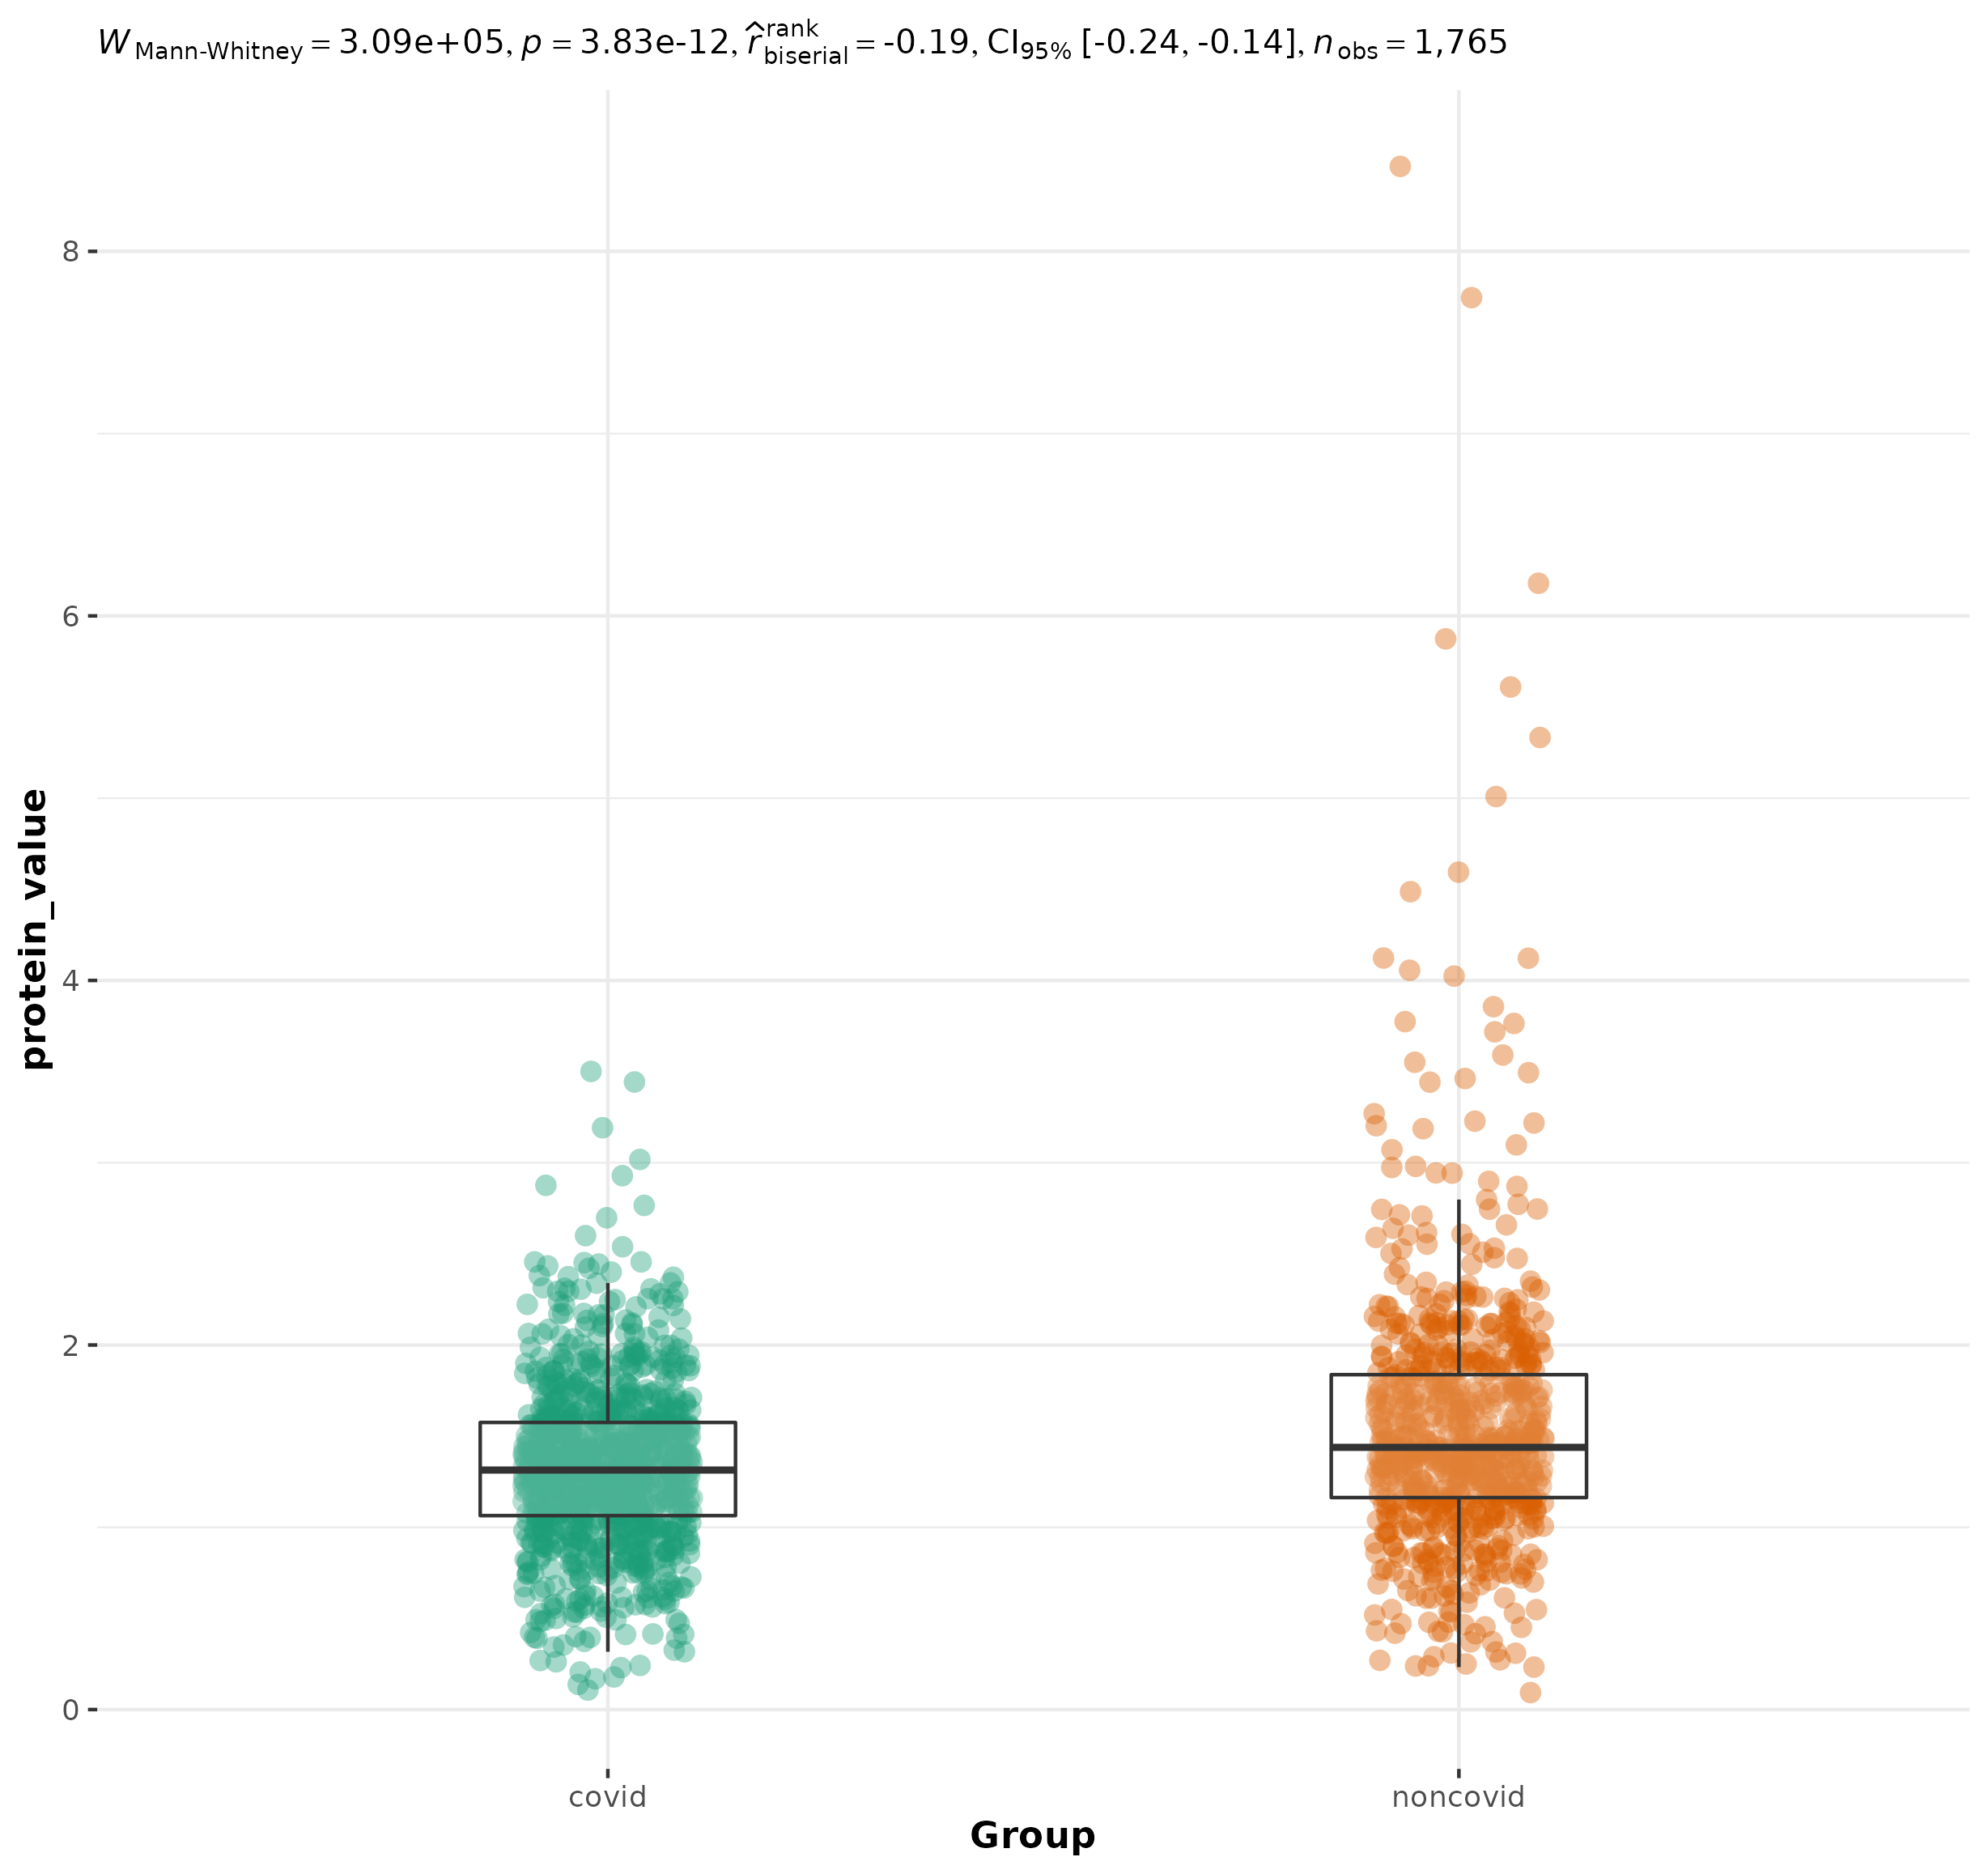 W Mann-Whitney = 3.09e+05, p = 3.83e-12, r̂ rank biserial = -0.19, CI95% [-0.24, -0.14], n obs = 1,765
8
6
4
2
0
protein_value
covid noncovid
Group